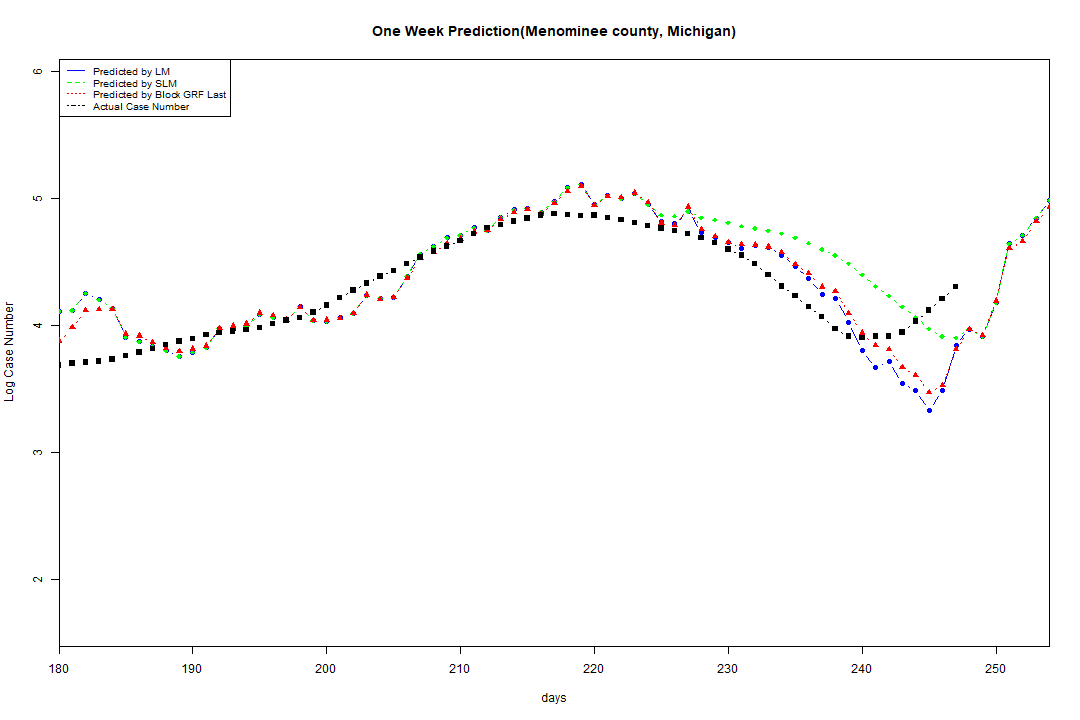 One Week Prediction(Menominee county, Michigan)
Predicted by LM
Predicted by SLM
Predicted by Block GRF Last
Actual Case Number
6
5
4
3
2
Log Case Number
180 190 200 210 220 230 240 250
days